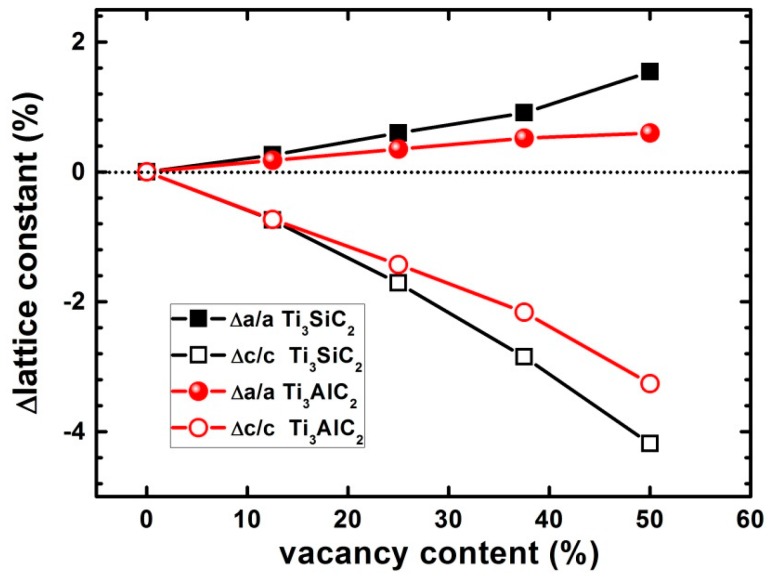 Δlattice constant (%)
2
0
-2
-4
Δa/a Ti₃SiC₂
Δc/c Ti₃SiC₂
Δa/a Ti₃AlC₂
Δc/c Ti₃AlC₂
0 10 20 30 40 50 60
vacancy content (%)